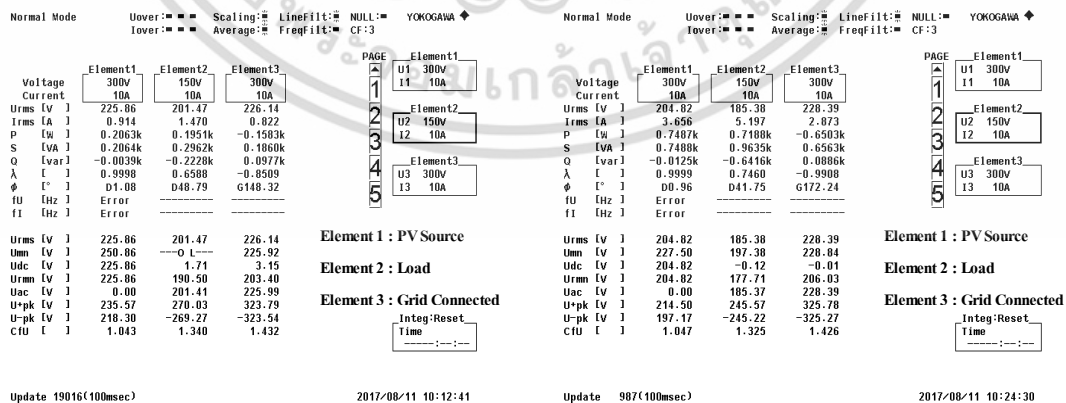 Normal Mode Uover: Scaling: LineFilt: NULL: YOKOGAWA
Iover: Average: FreqFilt: CF:3
PAGE
Element1 Element2 Element3
Voltage 300V 150V 300V
Current 10A 10A 10A
Urms [V ] 225.86 201.47 226.14
Irms [A ] 0.914 1.470 0.822
P [W ] 0.2063k 0.1951k -0.1583k
S [VA ] 0.2064k 0.2962k 0.1860k
Q [var] -0.0039k -0.2228k 0.0977k
λ [ ] 0.9998 0.6588 -0.8509
φ [° ] D1.08 D48.79 G148.32
fU [Hz ] Error ---------
fI [Hz ] Error ---------
Urms [V ] 225.86 201.47 226.14
Umn [V ] 250.86 ---O L--- 225.92
Udc [V ] 225.86 1.71 3.15
Urmn [V ] 225.86 190.50 203.40
Uac [V ] 0.00 201.41 225.99
U+pk [V ] 235.57 270.03 323.79
U-pk [V ] 218.30 -269.27 -323.54
CfU [ ] 1.043 1.340 1.432
1
2
3
4
5
Element1
U1 300V
I1 10A
Element2
U2 150V
I2 10A
Element3
U3 300V
I3 10A
Element 1 : PV Source
Element 2 : Load
Element 3 : Grid Connected
Integ:Reset
Time
-----:--:--
Update 19016(100msec) 2017/08/11 10:12:41
Normal Mode Uover: Scaling: LineFilt: NULL: YOKOGAWA
Iover: Average: FreqFilt: CF:3
PAGE
Element1 Element2 Element3
Voltage 300V 150V 300V
Current 10A 10A 10A
Urms [V ] 204.82 185.38 228.39
Irms [A ] 3.656 5.197 2.873
P [W ] 0.7487k 0.7188k -0.6503k
S [VA ] 0.7488k 0.9635k 0.6563k
Q [var] -0.0125k -0.6416k 0.0886k
λ [ ] 0.9999 0.7460 -0.9908
φ [° ] D0.96 D41.75 G172.24
fU [Hz ] Error ---------
fI [Hz ] Error ---------
Urms [V ] 204.82 185.38 228.39
Umn [V ] 227.50 197.38 228.84
Udc [V ] 204.82 -0.12 -0.01
Urmn [V ] 204.82 177.71 206.03
Uac [V ] 0.00 185.37 228.39
U+pk [V ] 214.50 245.57 325.78
U-pk [V ] 197.17 -245.22 -325.27
CfU [ ] 1.047 1.325 1.426
1
2
3
4
5
Element1
U1 300V
I1 10A
Element2
U2 150V
I2 10A
Element3
U3 300V
I3 10A
Element 1 : PV Source
Element 2 : Load
Element 3 : Grid Connected
Integ:Reset
Time
-----:--:--
Update 987(100msec) 2017/08/11 10:24:30